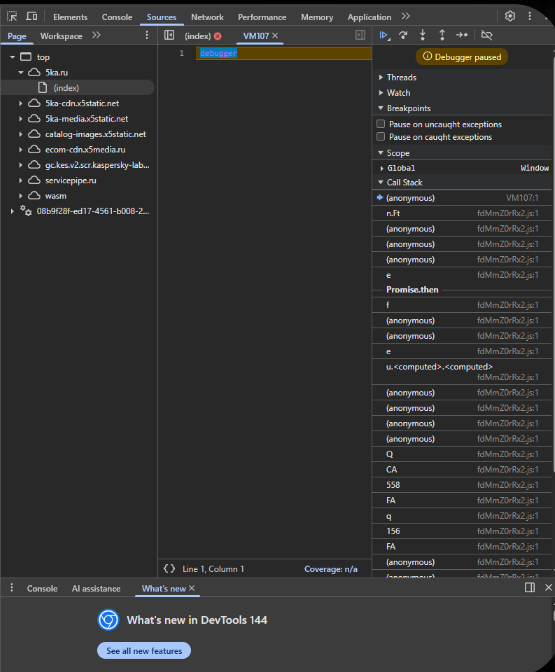 Elements Console Sources Network Performance Memory Application
Page Workspace
(index)
VM107
top
5ka.ru
(index)
5ka-cdn.x5static.net
5ka-media.x5static.net
catalog-images.x5static.net
ecom-cdn.x5media.ru
gc.kes.v2.scr.kaspersky-lab...
servicepipe.ru
wasm
08b9f28f-ed17-4561-b008-2...
1 debugger
Line 1, Column 1 Coverage: n/a
Debugger paused
Threads
Watch
Breakpoints
Pause on uncaught exceptions
Pause on caught exceptions
Scope
Global Window
Call Stack
(anonymous) VM107:1
n.Ft fdMmZ0rRx2.js:1
(anonymous) fdMmZ0rRx2.js:1
(anonymous) fdMmZ0rRx2.js:1
(anonymous) fdMmZ0rRx2.js:1
e fdMmZ0rRx2.js:1
Promise.then
f fdMmZ0rRx2.js:1
(anonymous) fdMmZ0rRx2.js:1
(anonymous) fdMmZ0rRx2.js:1
e fdMmZ0rRx2.js:1
u.<computed>.<computed>
fdMmZ0rRx2.js:1
(anonymous) fdMmZ0rRx2.js:1
(anonymous) fdMmZ0rRx2.js:1
(anonymous) fdMmZ0rRx2.js:1
(anonymous) fdMmZ0rRx2.js:1
Q fdMmZ0rRx2.js:1
CA fdMmZ0rRx2.js:1
558 fdMmZ0rRx2.js:1
FA fdMmZ0rRx2.js:1
q fdMmZ0rRx2.js:1
156 fdMmZ0rRx2.js:1
FA fdMmZ0rRx2.js:1
(anonymous) fdMmZ0rRx2.js:1
(anonymous) fdMmZ0rRx2.js:1
Console AI assistance What's new
What's new in DevTools 144
See all new features